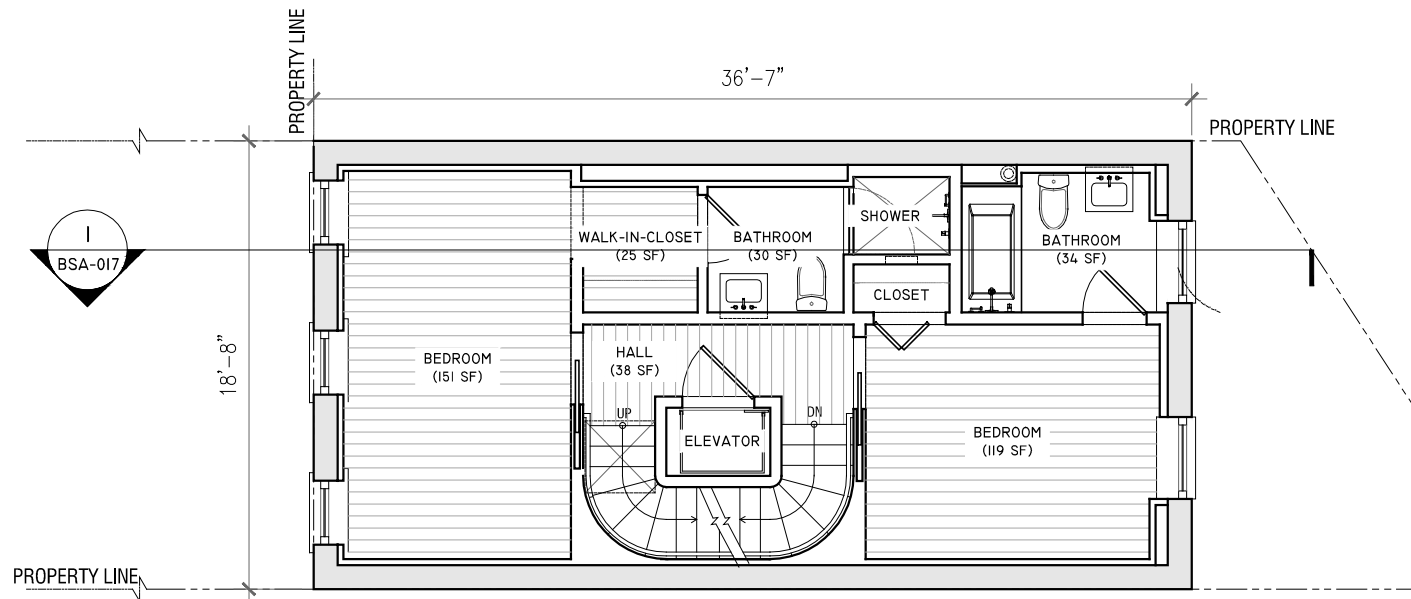 PROPERTY LINE
36'-7"
PROPERTY LINE
18'-8"
I
BSA-017
WALK-IN-CLOSET
(25 SF)
BATHROOM
(30 SF)
SHOWER
CLOSET
BATHROOM
(34 SF)
BEDROOM
(151 SF)
HALL
(38 SF)
UP
DN
ELEVATOR
BEDROOM
(119 SF)
PROPERTY LINE